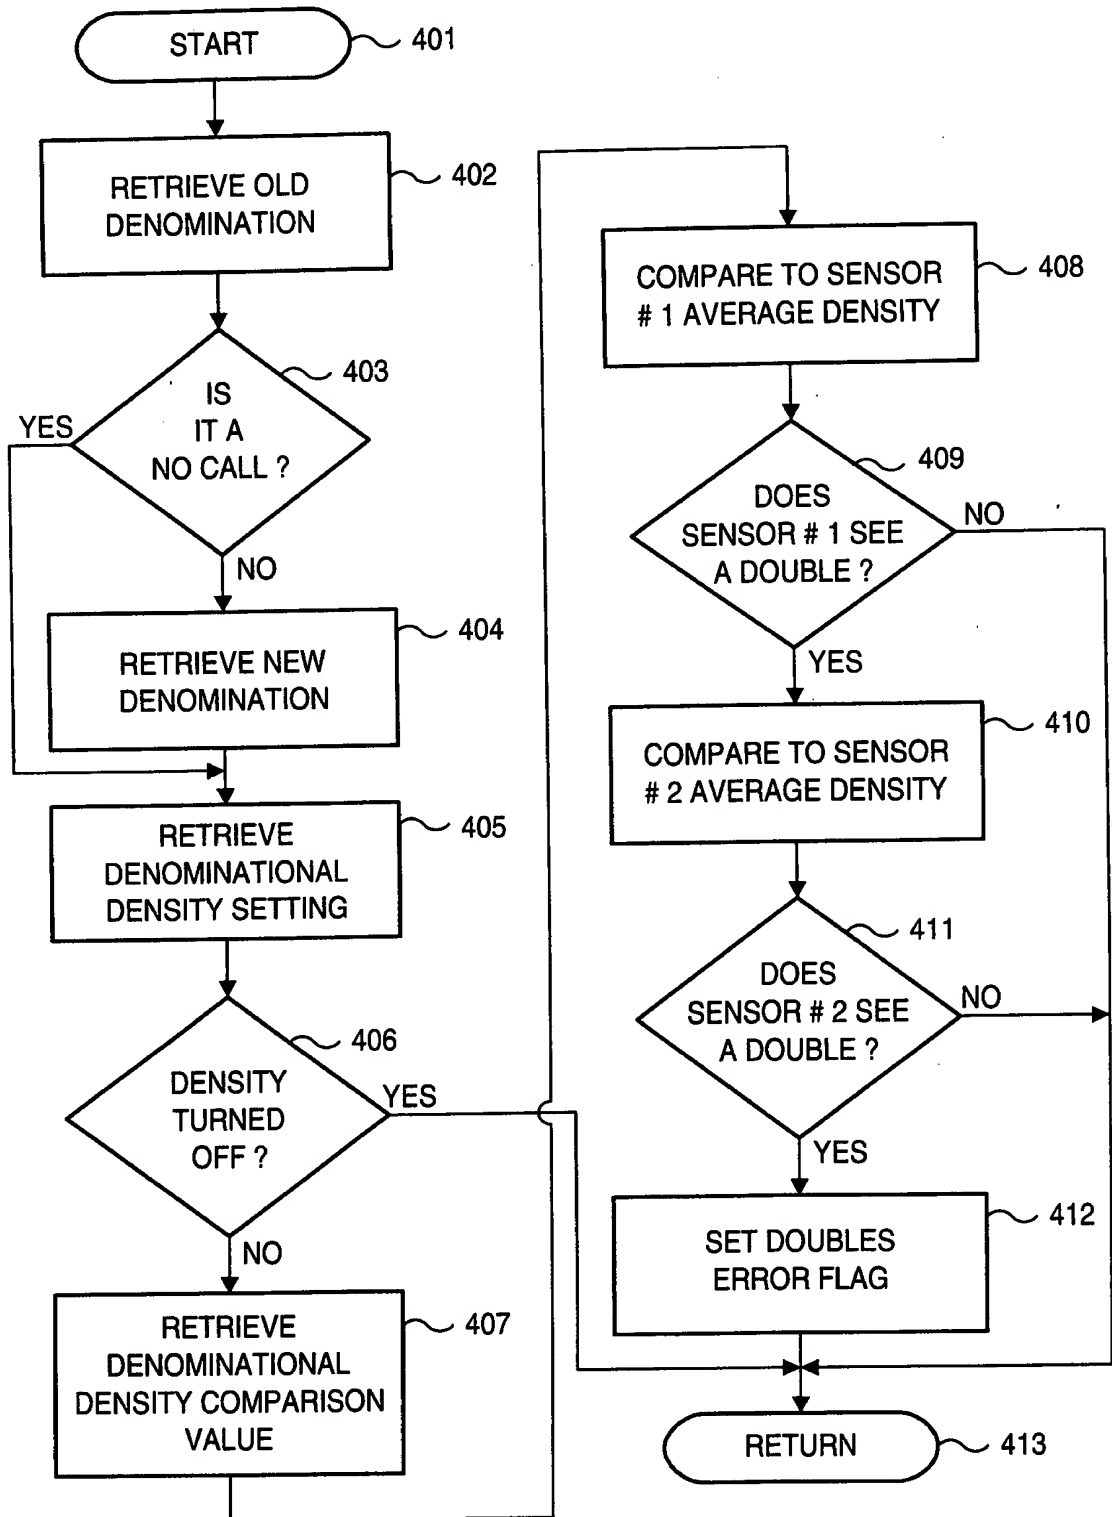 START
401
RETRIEVE OLD
DENOMINATION
402
IS
IT A
NO CALL ?
403
YES
NO
RETRIEVE NEW
DENOMINATION
404
RETRIEVE
DENOMINATIONAL
DENSITY SETTING
405
DENSITY
TURNED
OFF ?
406
YES
NO
RETRIEVE
DENOMINATIONAL
DENSITY COMPARISON
VALUE
407
COMPARE TO SENSOR
# 1 AVERAGE DENSITY
408
DOES
SENSOR # 1 SEE
A DOUBLE ?
409
NO
YES
COMPARE TO SENSOR
# 2 AVERAGE DENSITY
410
DOES
SENSOR # 2 SEE
A DOUBLE ?
411
NO
YES
SET DOUBLES
ERROR FLAG
412
RETURN
413